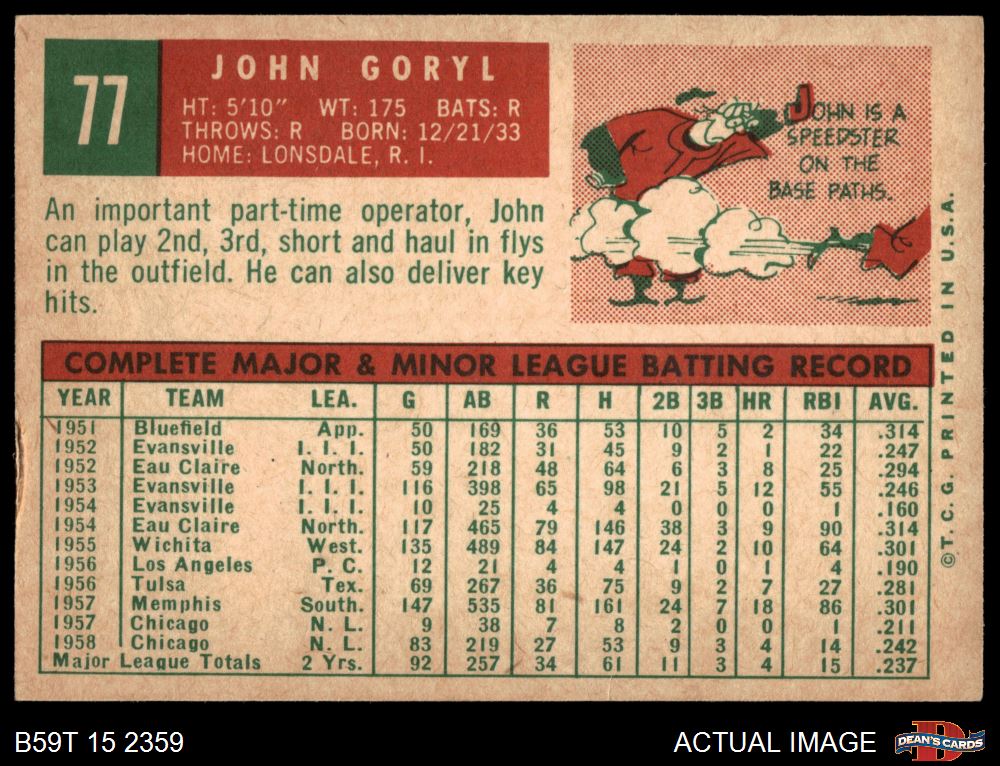 77
JOHN GORYL
HT: 5'10" WT: 175 BATS: R
THROWS: R BORN: 12/21/33
HOME: LONSDALE, R. I.
JOHN IS A
SPEEDSTER
ON THE
BASE PATHS.
An important part-time operator, John
can play 2nd, 3rd, short and haul in flys
in the outfield. He can also deliver key
hits.
COMPLETE MAJOR & MINOR LEAGUE BATTING RECORD
YEAR TEAM LEA. G AB R H 2B 3B HR RBI AVG.
1951 Bluefield App. 50 169 36 53 10 5 2 34 .314
1952 Evansville I. I. I. 50 182 31 45 9 2 1 22 .247
1952 Eau Claire North. 59 218 48 64 6 3 8 25 .294
1953 Evansville I. I. I. 116 398 65 98 21 5 12 55 .246
1954 Evansville I. I. I. 10 25 4 4 0 0 0 1 .160
1954 Eau Claire North. 117 465 79 146 38 3 9 90 .314
1955 Wichita West. 135 489 84 147 24 2 10 64 .301
1956 Los Angeles P. C. 12 21 4 4 1 0 1 4 .190
1956 Tulsa Tex. 69 267 36 75 9 2 7 27 .281
1957 Memphis South. 147 535 81 161 24 7 18 86 .301
1957 Chicago N. L. 9 38 7 8 2 0 0 1 .211
1958 Chicago N. L. 83 219 27 53 9 3 4 14 .242
Major League Totals 2 Yrs. 92 257 34 61 11 3 4 15 .237
© T. C. G. PRINTED IN U.S.A.
B59T 15 2359
ACTUAL IMAGE
DEAN'S CARDS